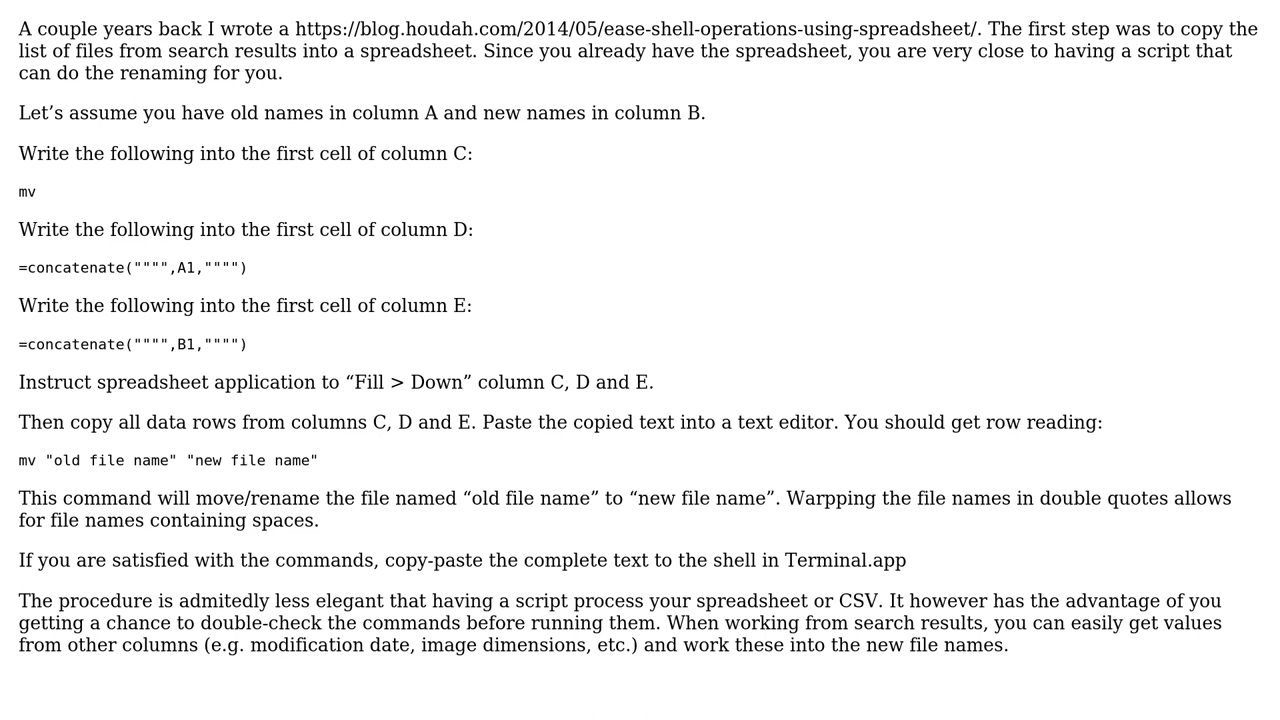 A couple years back I wrote a https://blog.houdah.com/2014/05/ease-shell-operations-using-spreadsheet/. The first step was to copy the
list of files from search results into a spreadsheet. Since you already have the spreadsheet, you are very close to having a script that
can do the renaming for you.
Let’s assume you have old names in column A and new names in column B.
Write the following into the first cell of column C:
mv
Write the following into the first cell of column D:
=concatenate("""",A1,"""")
Write the following into the first cell of column E:
=concatenate("""",B1,"""")
Instruct spreadsheet application to “Fill > Down” column C, D and E.
Then copy all data rows from columns C, D and E. Paste the copied text into a text editor. You should get row reading:
mv "old file name" "new file name"
This command will move/rename the file named “old file name” to “new file name”. Warpping the file names in double quotes allows
for file names containing spaces.
If you are satisfied with the commands, copy-paste the complete text to the shell in Terminal.app
The procedure is admitedly less elegant that having a script process your spreadsheet or CSV. It however has the advantage of you
getting a chance to double-check the commands before running them. When working from search results, you can easily get values
from other columns (e.g. modification date, image dimensions, etc.) and work these into the new file names.